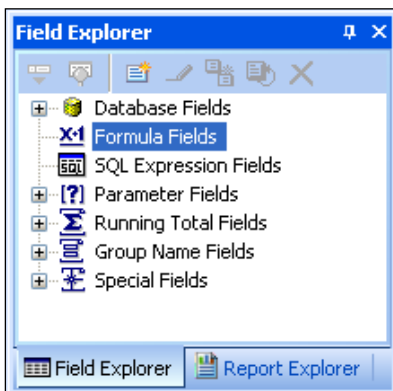 Field Explorer
Database Fields
X+1 Formula Fields
SQL SQL Expression Fields
[?] Parameter Fields
Σ Running Total Fields
Group Name Fields
Special Fields
Field Explorer Report Explorer